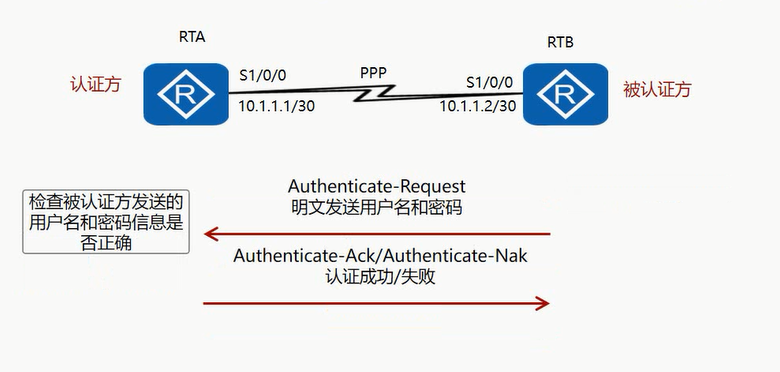 RTA
RTB
认证方
S1/0/0
PPP
S1/0/0
被认证方
R
R
10.1.1.1/30
10.1.1.2/30
Authenticate-Request
明文发送用户名和密码
检查被认证方发送的
用户名和密码信息是
否正确
Authenticate-Ack/Authenticate-Nak
认证成功/失败